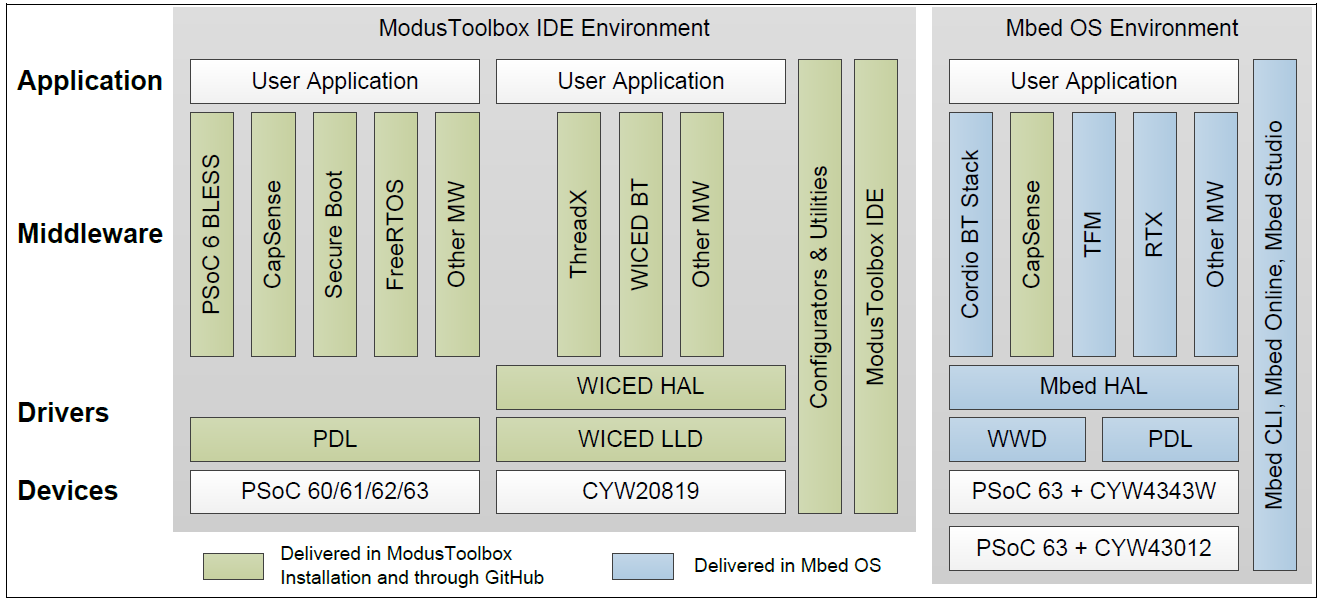 ModusToolbox IDE Environment
Mbed OS Environment
Application
User Application
User Application
User Application
Middleware
PSoC 6 BLESS
CapSense
Secure Boot
FreeRTOS
Other MW
ThreadX
WICED BT
Other MW
Configurators & Utilities
ModusToolbox IDE
Cordio BT Stack
CapSense
TFM
RTX
Other MW
Mbed CLI, Mbed Online, Mbed Studio
Drivers
WICED HAL
Mbed HAL
PDL
WICED LLD
WWD
PDL
Devices
PSoC 60/61/62/63
CYW20819
PSoC 63 + CYW4343W
PSoC 63 + CYW43012
Delivered in ModusToolbox
Installation and through GitHub
Delivered in Mbed OS